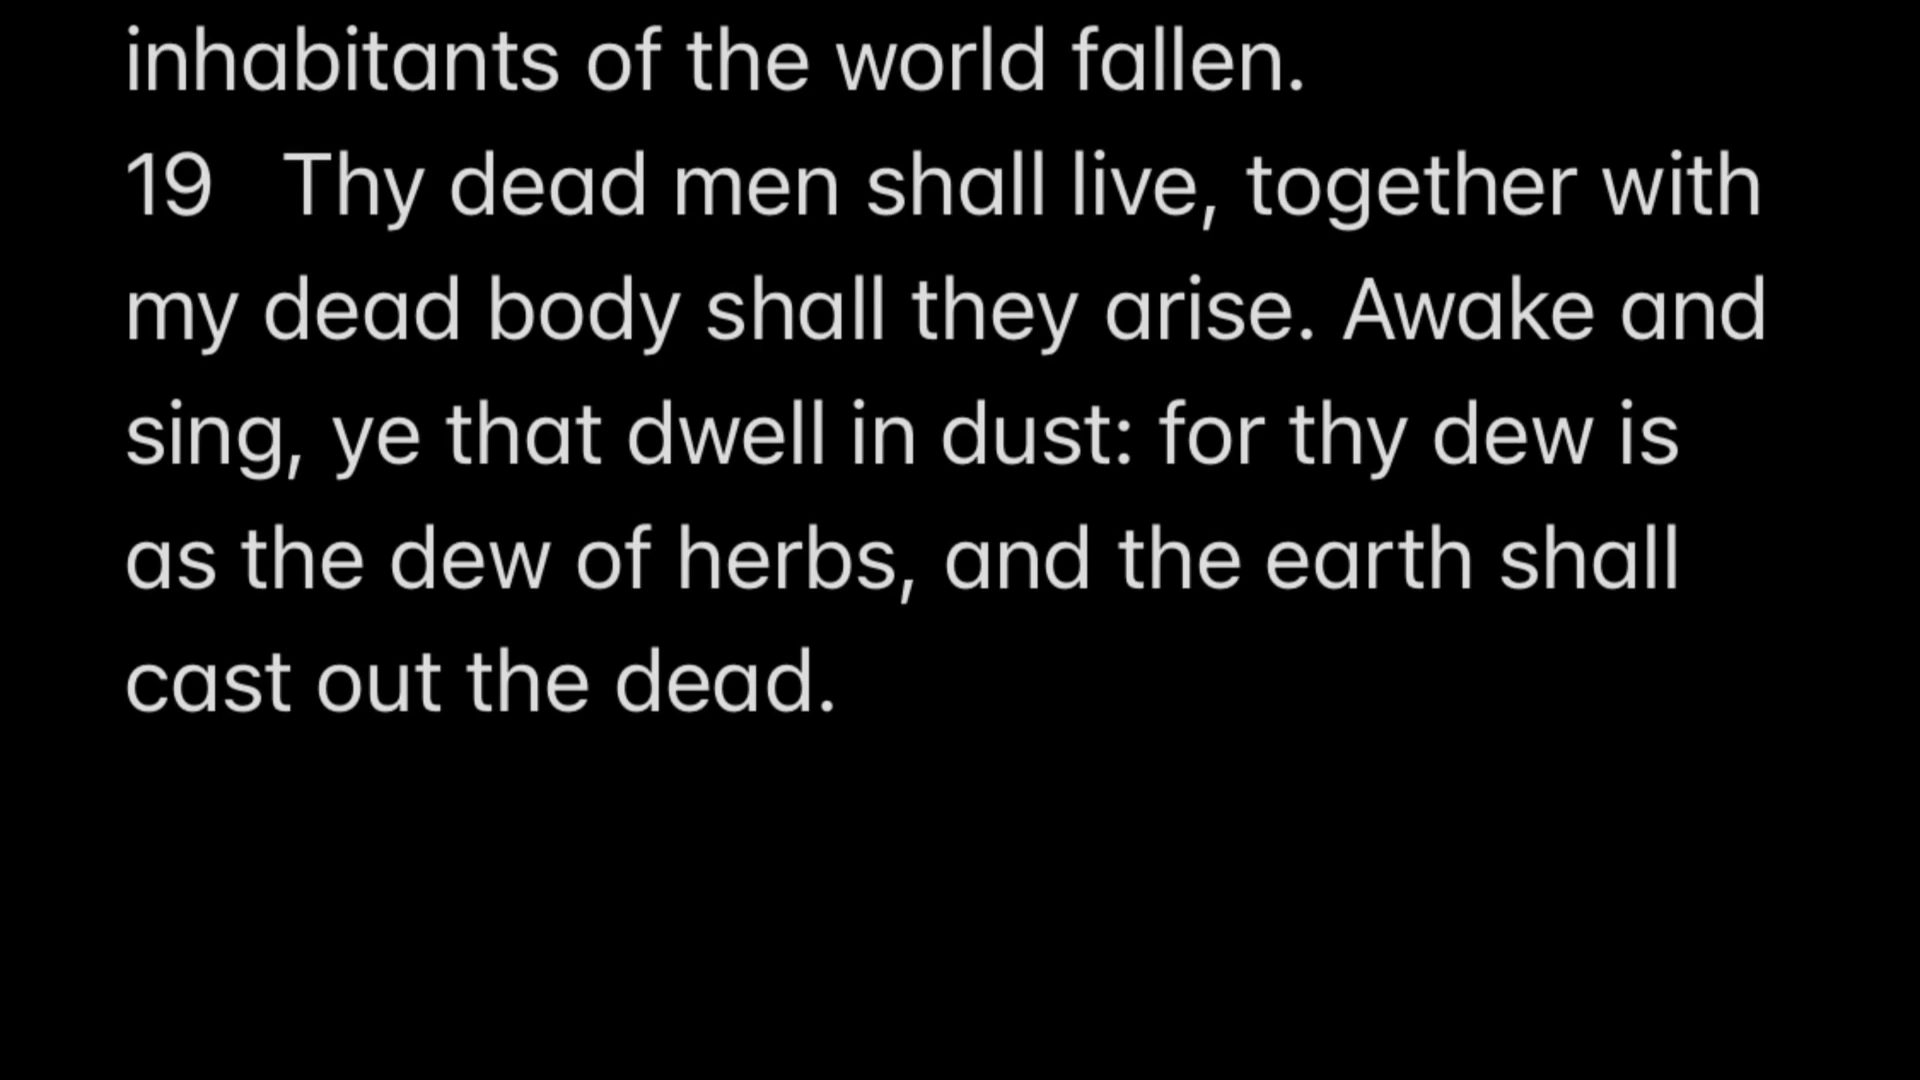 inhabitants of the world fallen.
19 Thy dead men shall live, together with
my dead body shall they arise. Awake and
sing, ye that dwell in dust: for thy dew is
as the dew of herbs, and the earth shall
cast out the dead.